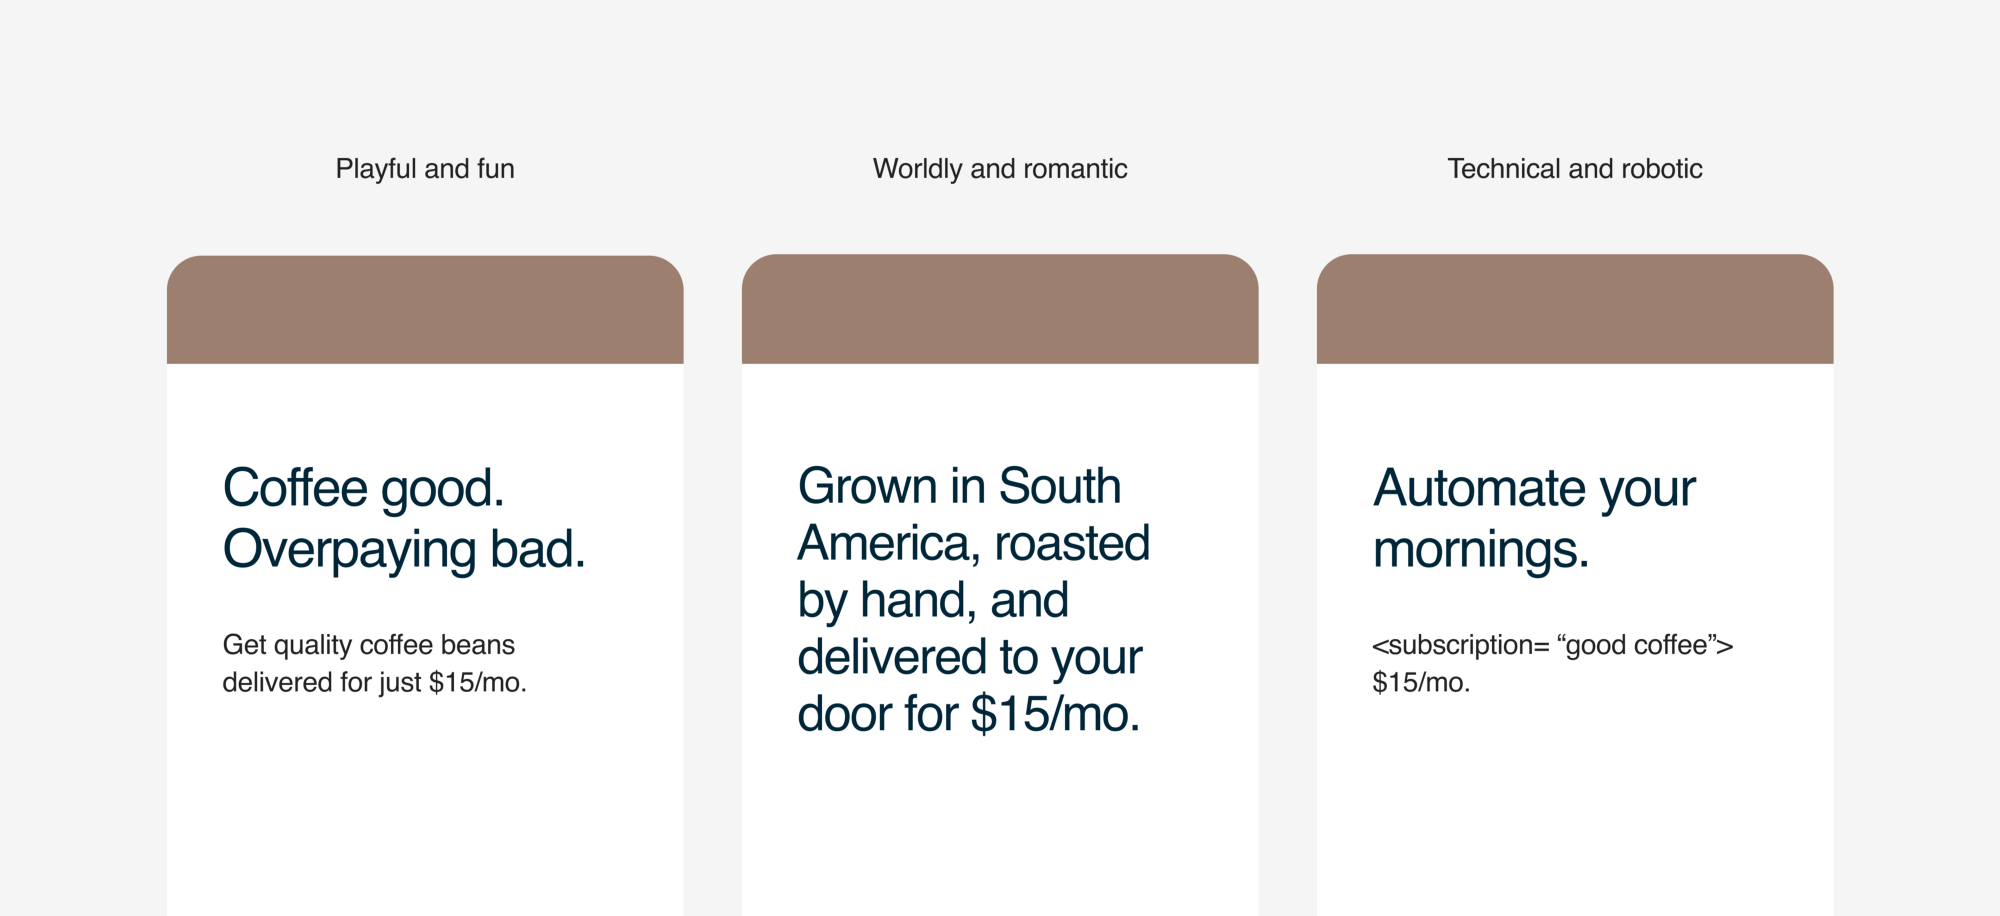 Playful and fun
Coffee good.
Overpaying bad.
Get quality coffee beans
delivered for just $15/mo.
Worldly and romantic
Grown in South
America, roasted
by hand, and
delivered to your
door for $15/mo.
Technical and robotic
Automate your
mornings.
<subscription= “good coffee”>
$15/mo.